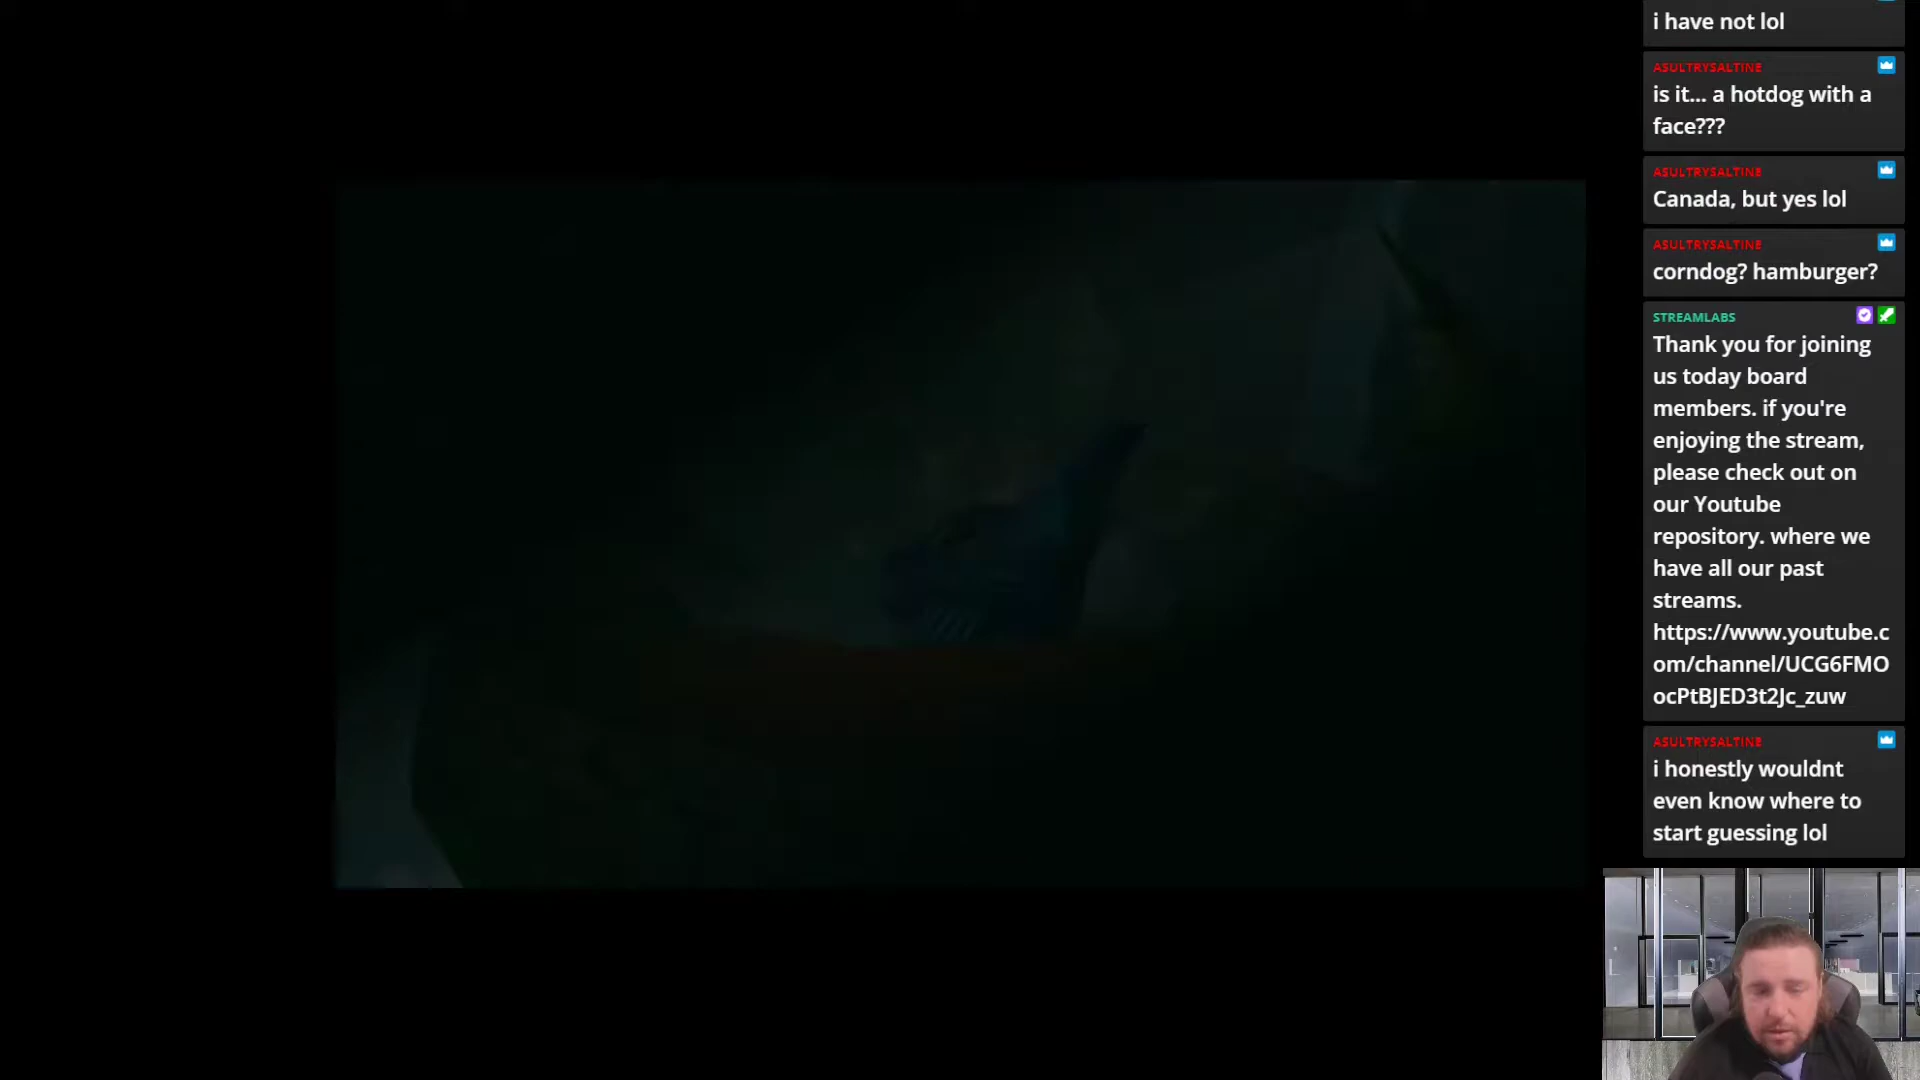 i have not lol
ASULTRYSALTINE
is it... a hotdog with a
face???
ASULTRYSALTINE
Canada, but yes lol
ASULTRYSALTINE
corndog? hamburger?
STREAMLABS
Thank you for joining
us today board
members. if you're
enjoying the stream,
please check out on
our Youtube
repository. where we
have all our past
streams.
https://www.youtube.c
om/channel/UCG6FMO
ocPtBJED3t2Jc_zuw
ASULTRYSALTINE
i honestly wouldnt
even know where to
start guessing lol